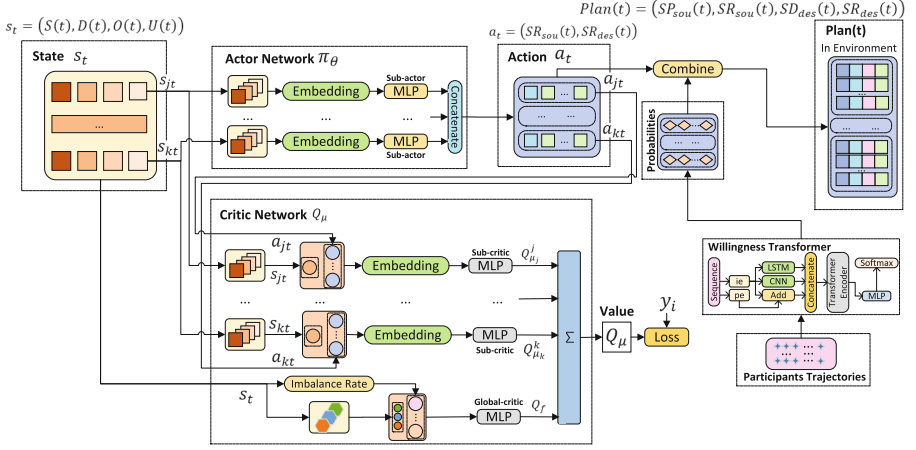 Plan(t) = (SP_sou(t), SR_sou(t), SD_des(t), SR_des(t))
s_t = (S(t), D(t), O(t), U(t))
a_t = (SR_sou(t), SR_des(t))
State s_t
s_jt
...
s_kt
Actor Network π_θ
Sub-actor
Embedding
MLP
...
...
...
Embedding
MLP
Sub-actor
Concatenate
Action a_t
a_jt
...
...
a_kt
...
Combine
Probabilities
...
...
...
Plan(t)
In Environment
...
...
...
Critic Network Q_μ
a_jt
s_jt
Embedding
Sub-critic
MLP
Q^j_μj
...
...
...
s_kt
a_kt
Embedding
MLP
Sub-critic
Q^k_μk
s_t
Imbalance Rate
Global-critic
MLP
Q_f
Σ
Value
Q_μ
y_i
Loss
Willingness Transformer
Sequence
ie
pe
LSTM
CNN
Add
Concatenate
Transformer
Encoder
Softmax
MLP
...
... ...
...
Participants Trajectories